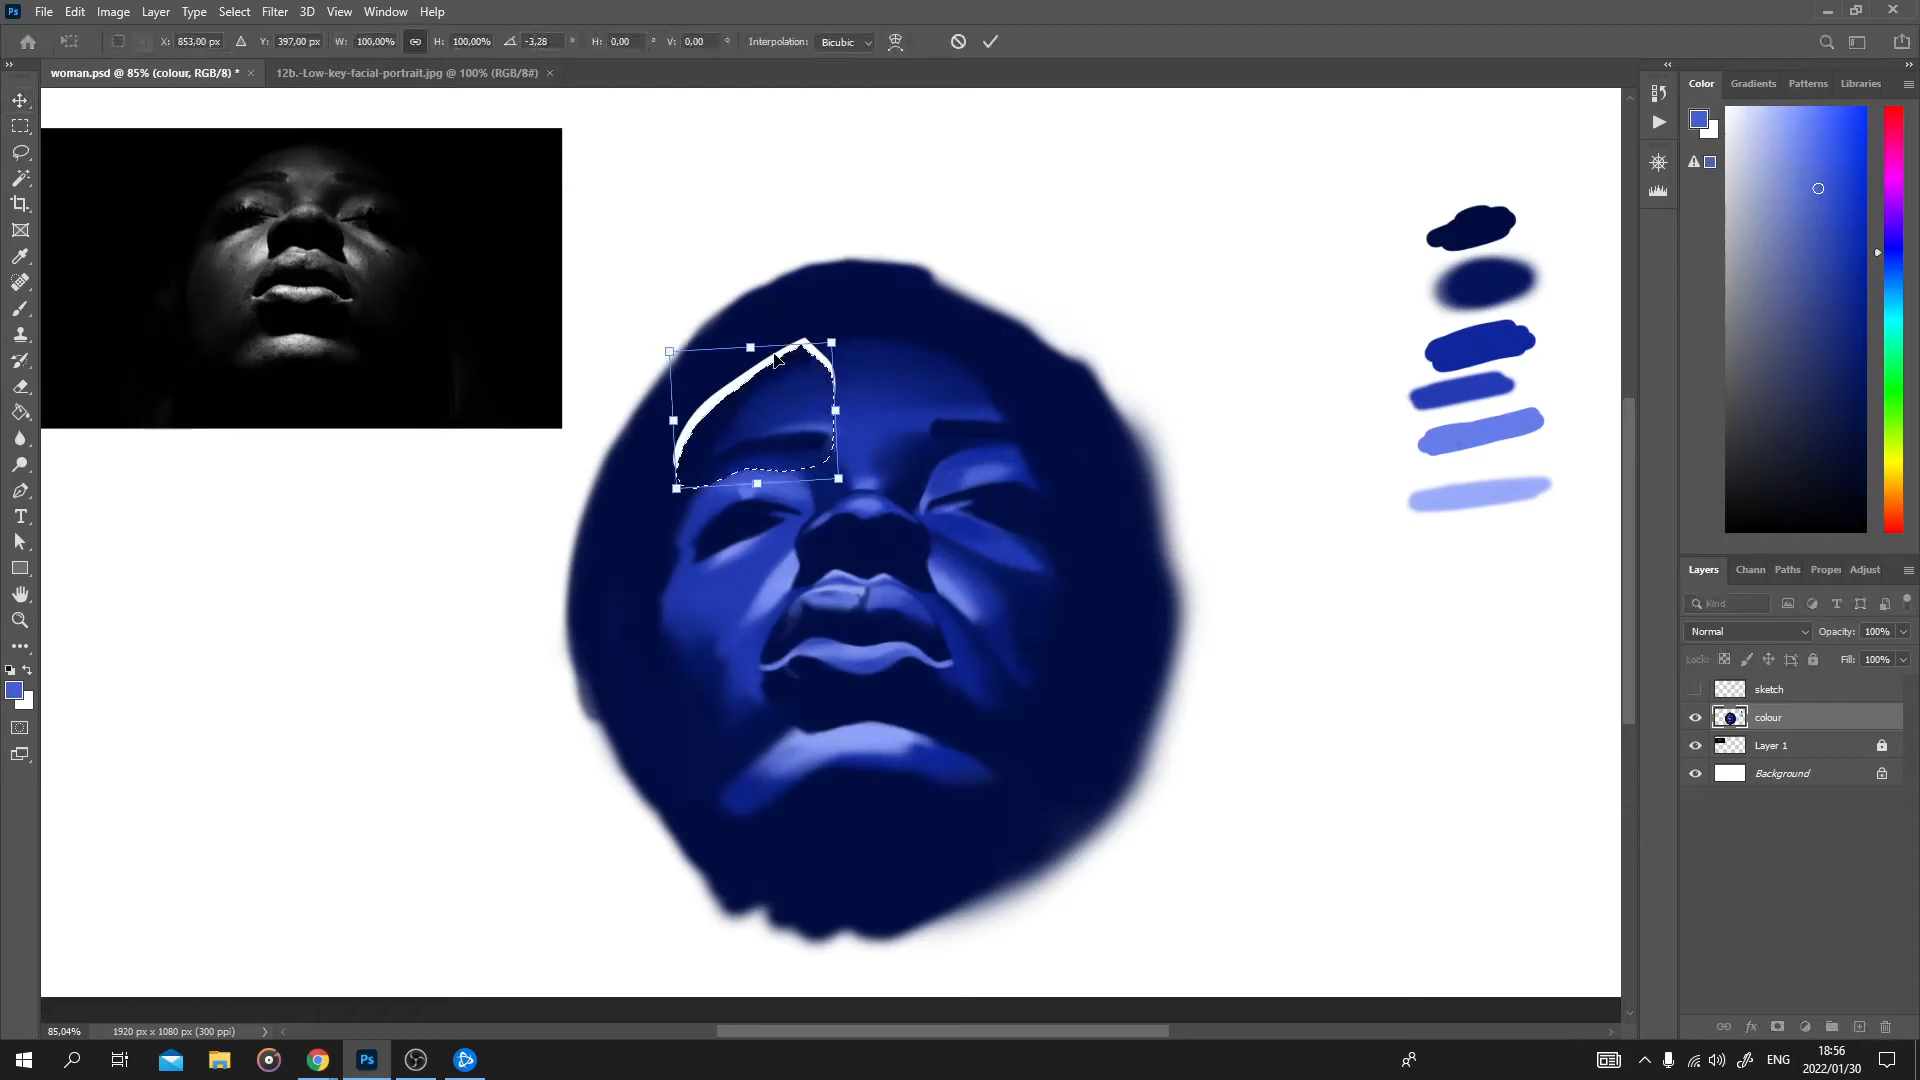 Ps File Edit Image Layer Type Select Filter 3D View Window Help
X: 853,00 px Y: 397,00 px W: 100,00% H: 100,00% -3,28 ° H: 0,00 ° V: 0,00 ° Interpolation: Bicubic
woman.psd @ 85% (colour, RGB/8) * × 12b.-Low-key-facial-portrait.jpg @ 100% (RGB/8#) ×
Color Gradients Patterns Libraries
Layers Chann Paths Proper Adjust
Kind
Normal Opacity: 100%
Lock: Fill: 100%
sketch
colour
Layer 1
Background
85,04% 1920 px x 1080 px (300 ppi)
Ps ENG 18:56
2022/01/30